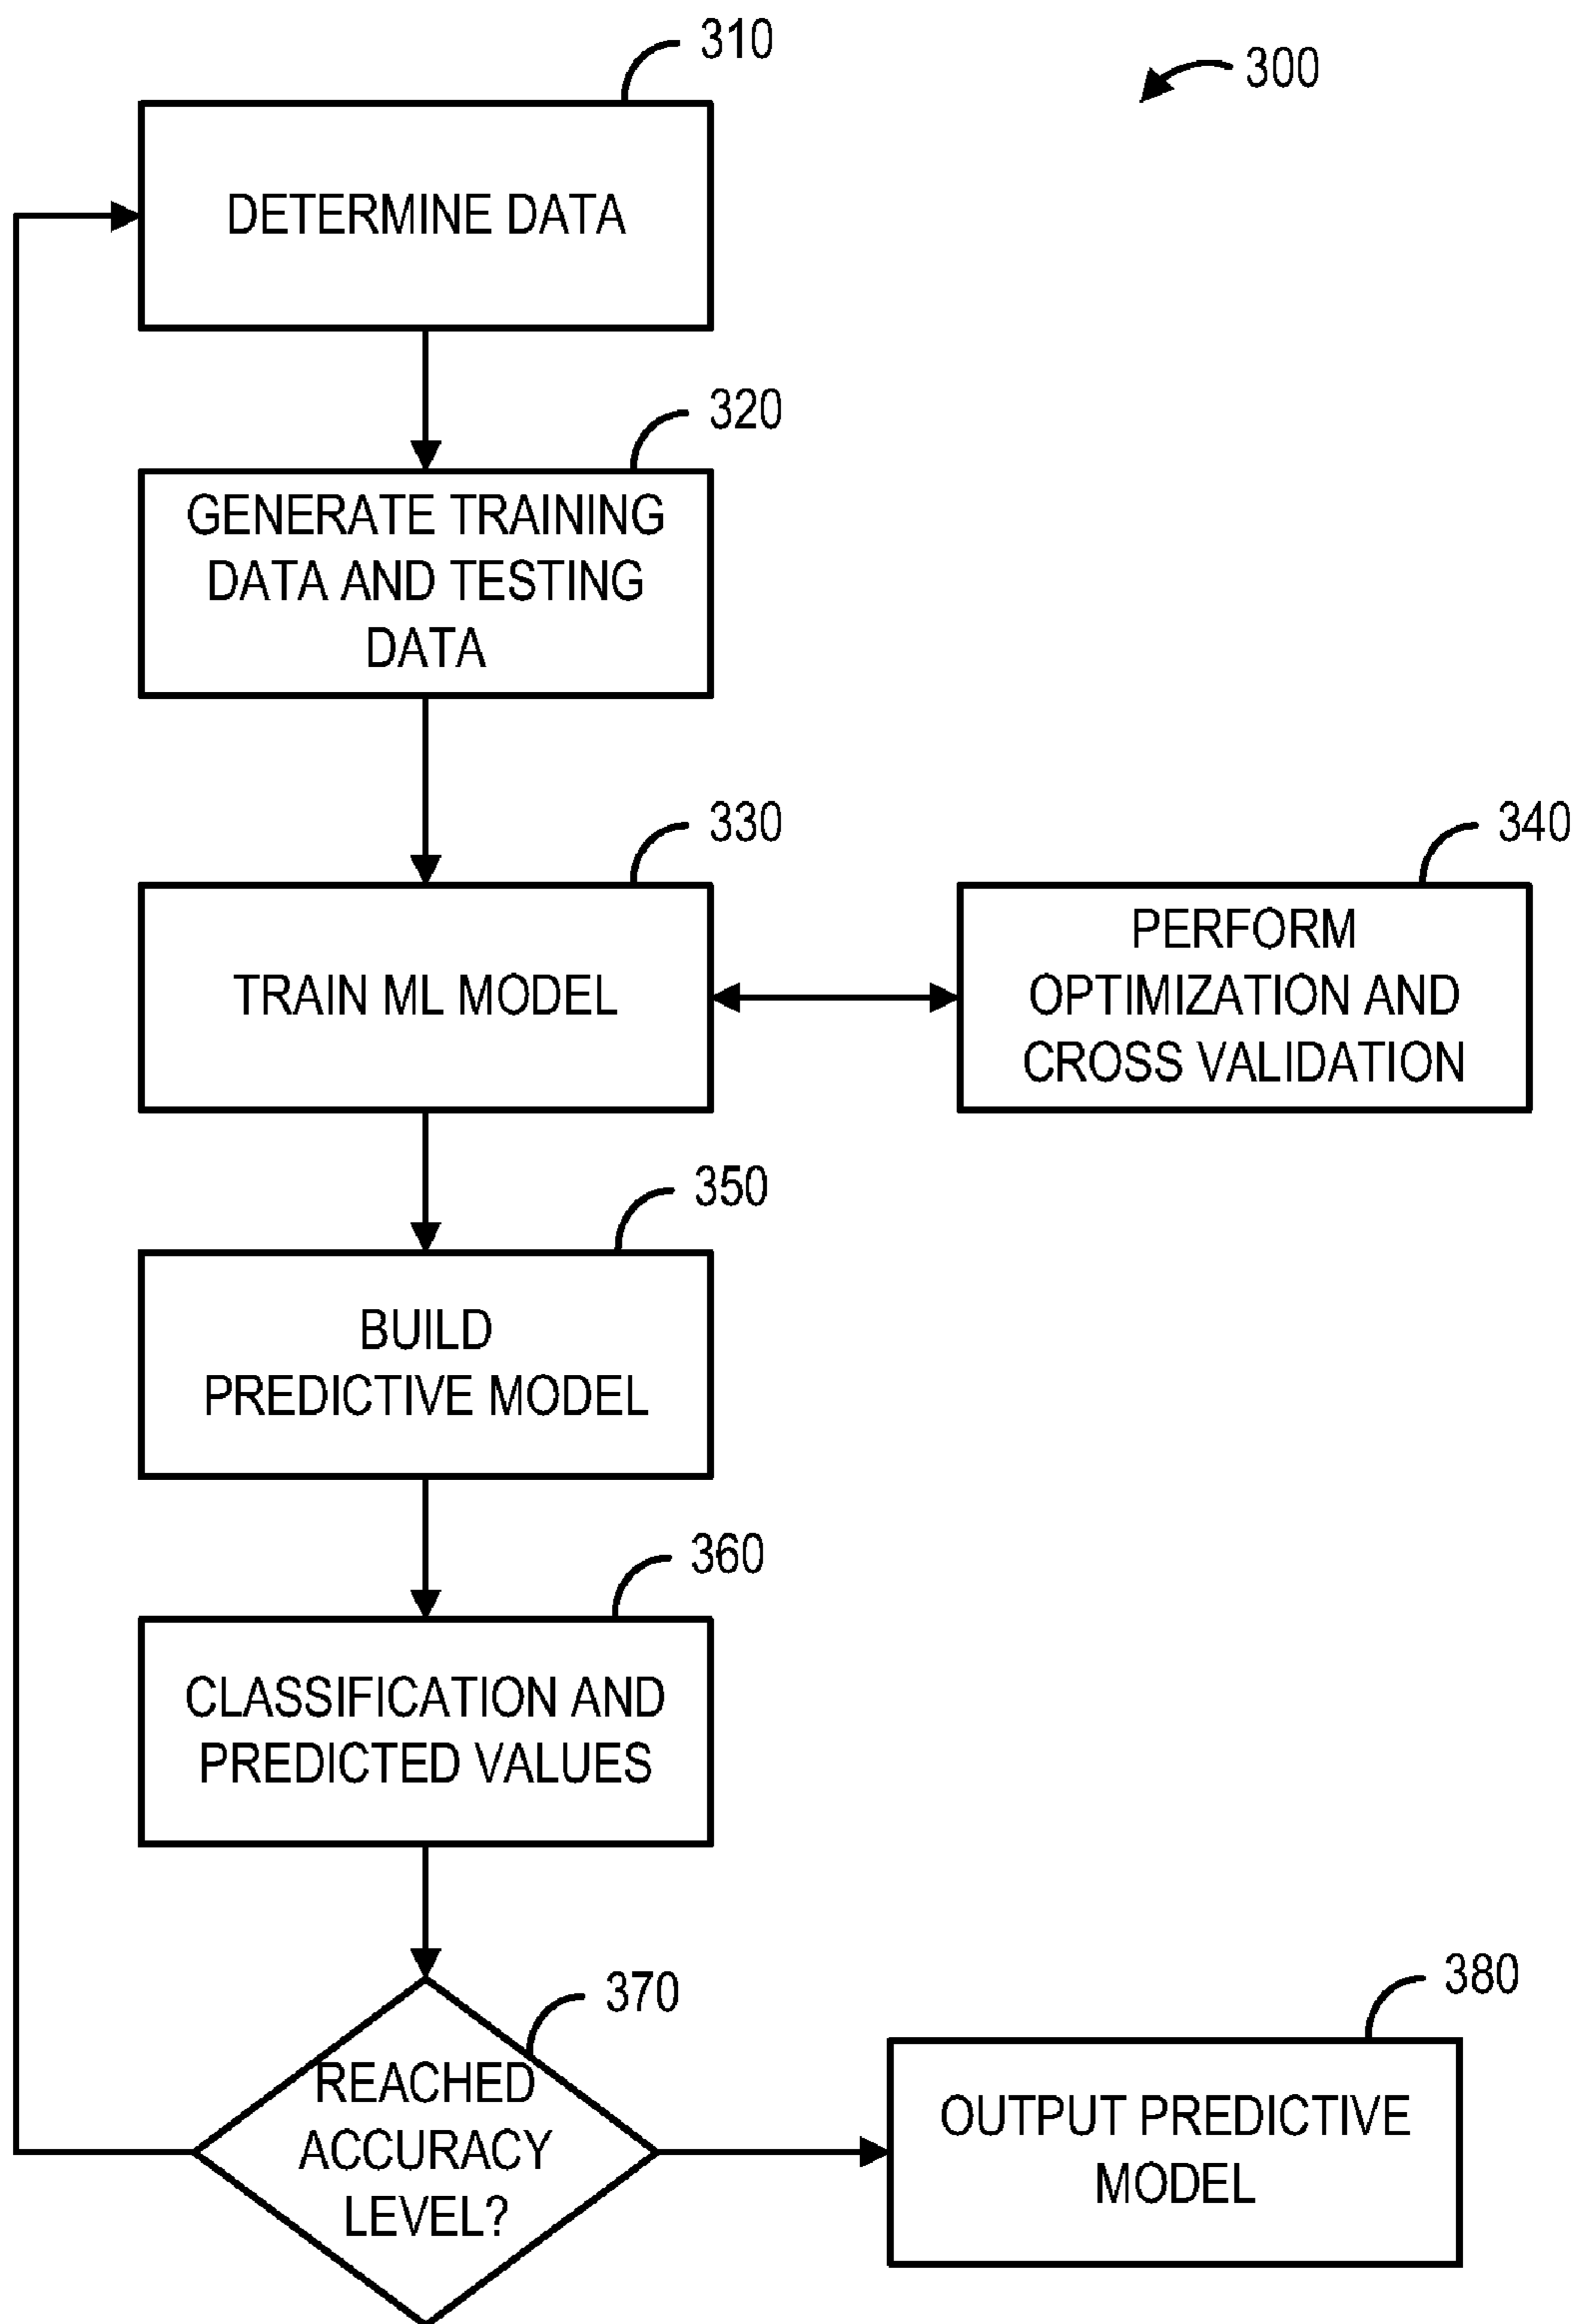 310
300
DETERMINE DATA
320
GENERATE TRAINING
DATA AND TESTING
DATA
330
TRAIN ML MODEL
340
PERFORM
OPTIMIZATION AND
CROSS VALIDATION
350
BUILD
PREDICTIVE MODEL
360
CLASSIFICATION AND
PREDICTED VALUES
370
REACHED
ACCURACY
LEVEL?
380
OUTPUT PREDICTIVE
MODEL